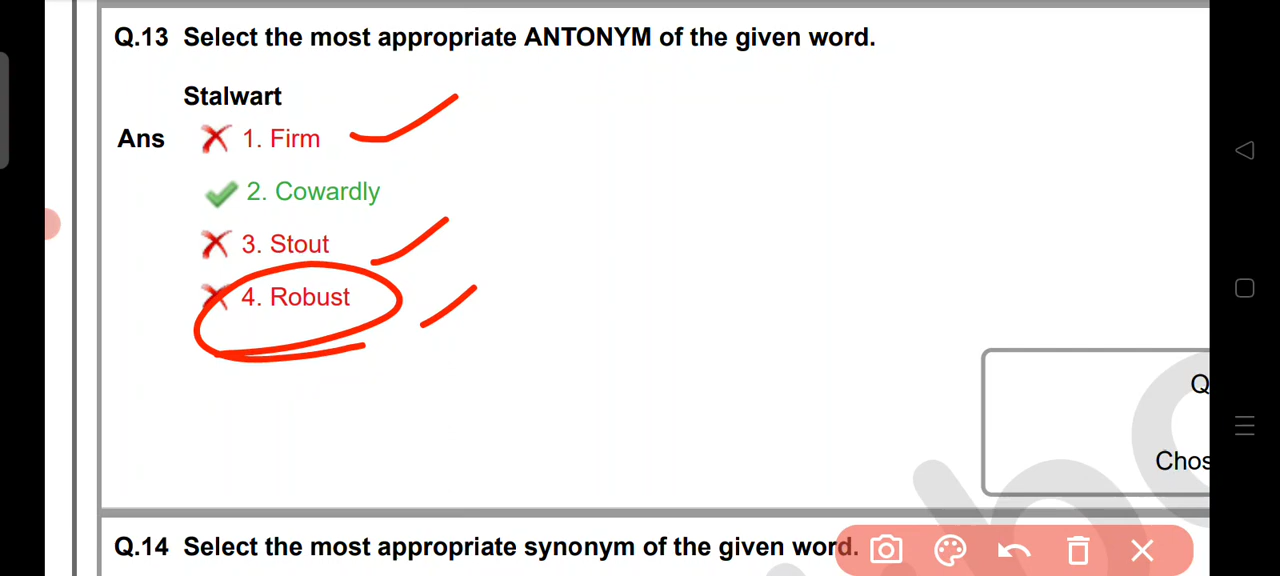 Q.13 Select the most appropriate ANTONYM of the given word.
Stalwart
Ans 1. Firm
2. Cowardly
3. Stout
4. Robust
Q
Chos
Q.14 Select the most appropriate synonym of the given word.